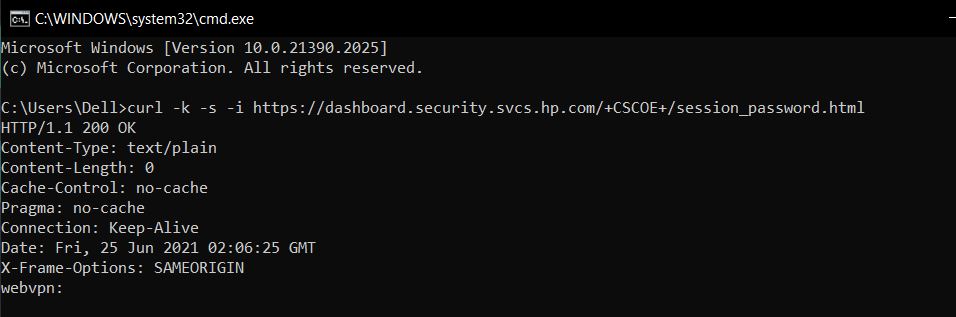 C:\WINDOWS\system32\cmd.exe
Microsoft Windows [Version 10.0.21390.2025]
(c) Microsoft Corporation. All rights reserved.
C:\Users\Dell>curl -k -s -i https://dashboard.security.svcs.hp.com/+CSCOE+/session_password.html
HTTP/1.1 200 OK
Content-Type: text/plain
Content-Length: 0
Cache-Control: no-cache
Pragma: no-cache
Connection: Keep-Alive
Date: Fri, 25 Jun 2021 02:06:25 GMT
X-Frame-Options: SAMEORIGIN
webvpn: